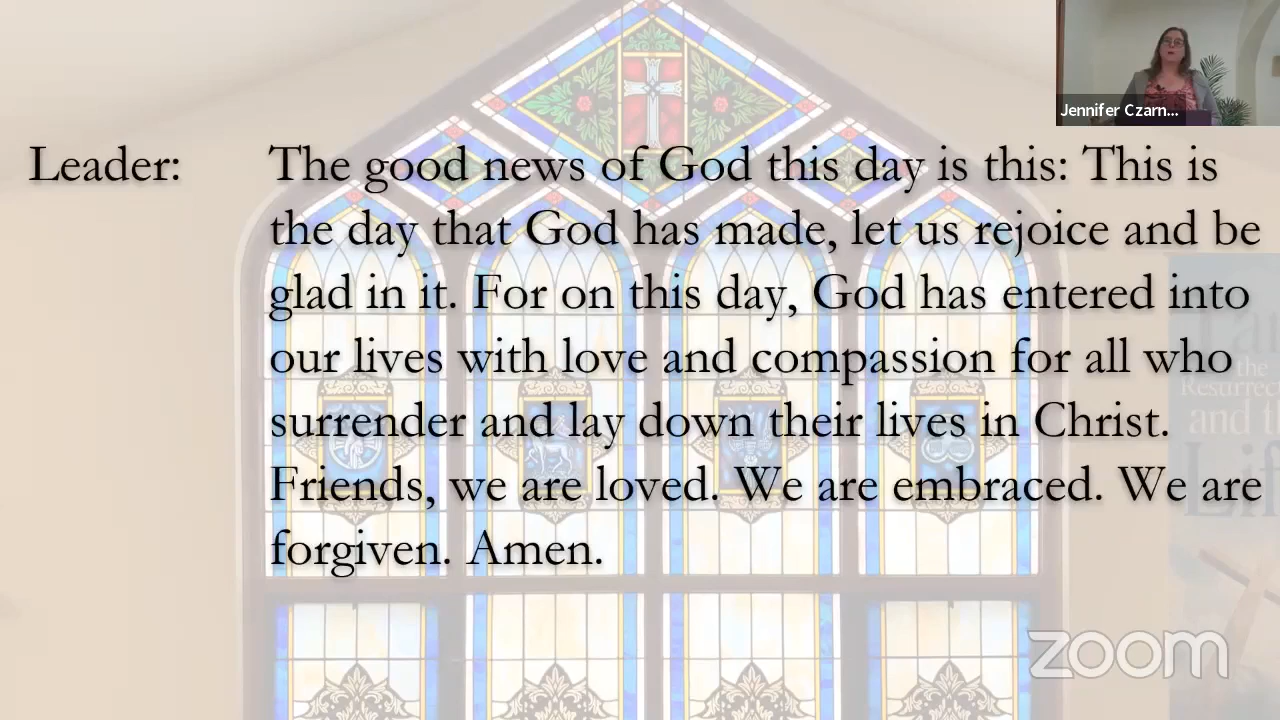 Jennifer Czarn...
Leader: The good news of God this day is this: This is
the day that God has made, let us rejoice and be
glad in it. For on this day, God has entered into
our lives with love and compassion for all who
surrender and lay down their lives in Christ.
Friends, we are loved. We are embraced. We are
forgiven. Amen.
the
and
zoom